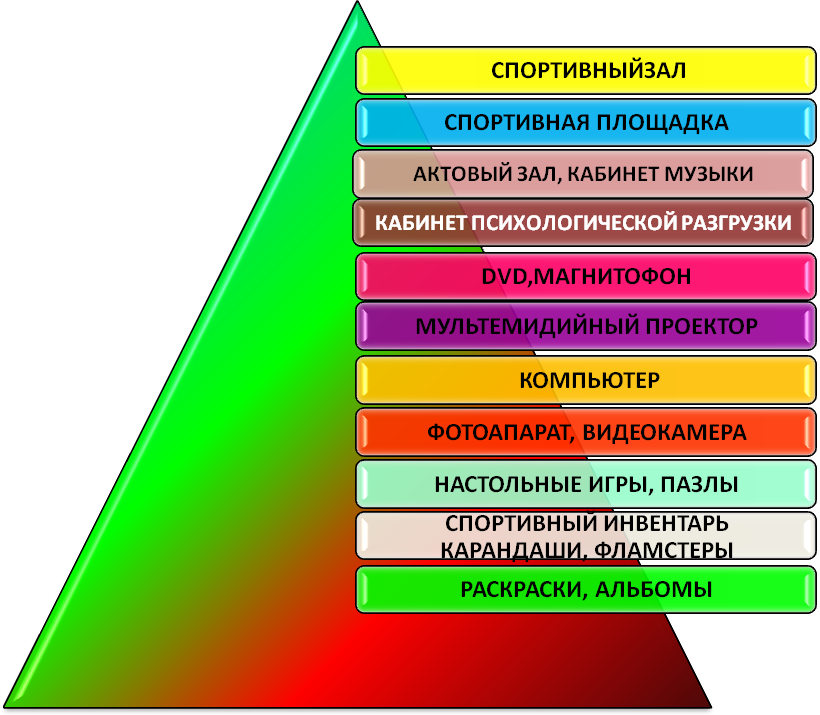 СПОРТИВНЫЙЗАЛ
СПОРТИВНАЯ ПЛОЩАДКА
АКТОВЫЙ ЗАЛ, КАБИНЕТ МУЗЫКИ
КАБИНЕТ ПСИХОЛОГИЧЕСКОЙ РАЗГРУЗКИ
DVD,МАГНИТОФОН
МУЛЬТЕМИДИЙНЫЙ ПРОЕКТОР
КОМПЬЮТЕР
ФОТОАПАРАТ, ВИДЕОКАМЕРА
НАСТОЛЬНЫЕ ИГРЫ, ПАЗЛЫ
СПОРТИВНЫЙ ИНВЕНТАРЬ
КАРАНДАШИ, ФЛАМСТЕРЫ
РАСКРАСКИ, АЛЬБОМЫ